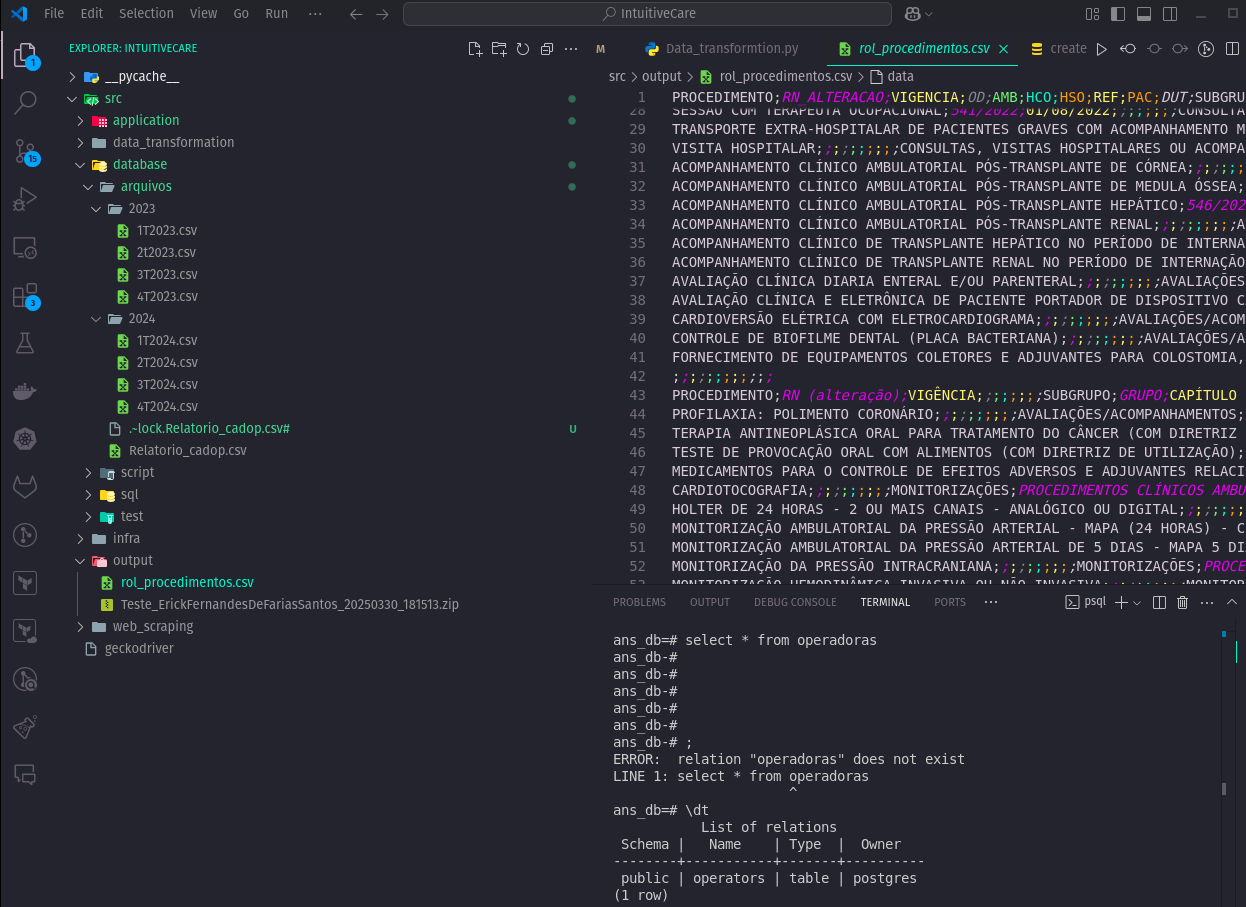 File Edit Selection View Go Run ··· IntuitiveCare
EXPLORER: INTUITIVECARE
1
15
3
__pycache__
src
application
data_transformation
database
arquivos
2023
1T2023.csv
2t2023.csv
3T2023.csv
4T2023.csv
2024
1T2024.csv
2T2024.csv
3T2024.csv
4T2024.csv
.~lock.Relatorio_cadop.csv# U
Relatorio_cadop.csv
script
sql
test
infra
output
rol_procedimentos.csv
Teste_ErickFernandesDeFariasSantos_20250330_181513.zip
web_scraping
geckodriver
M Data_transformtion.py rol_procedimentos.csv create
src > output > rol_procedimentos.csv > data
1 PROCEDIMENTO;RN_ALTERACAO;VIGENCIA;OD;AMB;HCO;HSO;REF;PAC;DUT;SUBGRU
28 SESSÃO COM TERAPEUTA OCUPACIONAL;541/2022;01/08/2022;;;;;;;;CONSULTA
29 TRANSPORTE EXTRA-HOSPITALAR DE PACIENTES GRAVES COM ACOMPANHAMENTO M
30 VISITA HOSPITALAR;;;;;;;;;;CONSULTAS, VISITAS HOSPITALARES OU ACOMPA
31 ACOMPANHAMENTO CLÍNICO AMBULATORIAL PÓS-TRANSPLANTE DE CÓRNEA;;;;;;;
32 ACOMPANHAMENTO CLÍNICO AMBULATORIAL PÓS-TRANSPLANTE DE MEDULA ÓSSEA;
33 ACOMPANHAMENTO CLÍNICO AMBULATORIAL PÓS-TRANSPLANTE HEPÁTICO;546/202
34 ACOMPANHAMENTO CLÍNICO AMBULATORIAL PÓS-TRANSPLANTE RENAL;;;;;;;;;;A
35 ACOMPANHAMENTO CLÍNICO DE TRANSPLANTE HEPÁTICO NO PERÍODO DE INTERNA
36 ACOMPANHAMENTO CLÍNICO DE TRANSPLANTE RENAL NO PERÍODO DE INTERNAÇÃO
37 AVALIAÇÃO CLÍNICA DIARIA ENTERAL E/OU PARENTERAL;;;;;;;;;;AVALIAÇÕES
38 AVALIAÇÃO CLÍNICA E ELETRÔNICA DE PACIENTE PORTADOR DE DISPOSITIVO C
39 CARDIOVERSÃO ELÉTRICA COM ELETROCARDIOGRAMA;;;;;;;;;;AVALIAÇÕES/ACOM
40 CONTROLE DE BIOFILME DENTAL (PLACA BACTERIANA);;;;;;;;;;AVALIAÇÕES/A
41 FORNECIMENTO DE EQUIPAMENTOS COLETORES E ADJUVANTES PARA COLOSTOMIA,
42 ;;;;;;;;;;;;
43 PROCEDIMENTO;RN (alteração);VIGÊNCIA;;;;;;;;SUBGRUPO;GRUPO;CAPÍTULO
44 PROFILAXIA: POLIMENTO CORONÁRIO;;;;;;;;;;AVALIAÇÕES/ACOMPANHAMENTOS;
45 TERAPIA ANTINEOPLÁSICA ORAL PARA TRATAMENTO DO CÂNCER (COM DIRETRIZ
46 TESTE DE PROVOCAÇÃO ORAL COM ALIMENTOS (COM DIRETRIZ DE UTILIZAÇÃO);
47 MEDICAMENTOS PARA O CONTROLE DE EFEITOS ADVERSOS E ADJUVANTES RELACI
48 CARDIOTOCOGRAFIA;;;;;;;;;;MONITORIZAÇÕES;PROCEDIMENTOS CLÍNICOS AMBU
49 HOLTER DE 24 HORAS - 2 OU MAIS CANAIS - ANALÓGICO OU DIGITAL;;;;;;;;
50 MONITORIZAÇÃO AMBULATORIAL DA PRESSÃO ARTERIAL - MAPA (24 HORAS) - C
51 MONITORIZAÇÃO AMBULATORIAL DA PRESSÃO ARTERIAL DE 5 DIAS - MAPA 5 DI
52 MONITORIZAÇÃO DA PRESSÃO INTRACRANIANA;;;;;;;;;;MONITORIZAÇÕES;PROCE
53 MONITORIZAÇÃO HEMODINÂMICA INVASIVA OU NÃO INVASIVA;;;;;;;;;;MONITOR
PROBLEMS OUTPUT DEBUG CONSOLE TERMINAL PORTS ··· psql
ans_db=# select * from operadoras
ans_db-#
ans_db-#
ans_db-#
ans_db-#
ans_db-#
ans_db-# ;
ERROR:  relation "operadoras" does not exist
LINE 1: select * from operadoras
^
ans_db=# \dt
List of relations
Schema | Name | Type | Owner
--------+-----------+-------+----------
public | operators | table | postgres
(1 row)